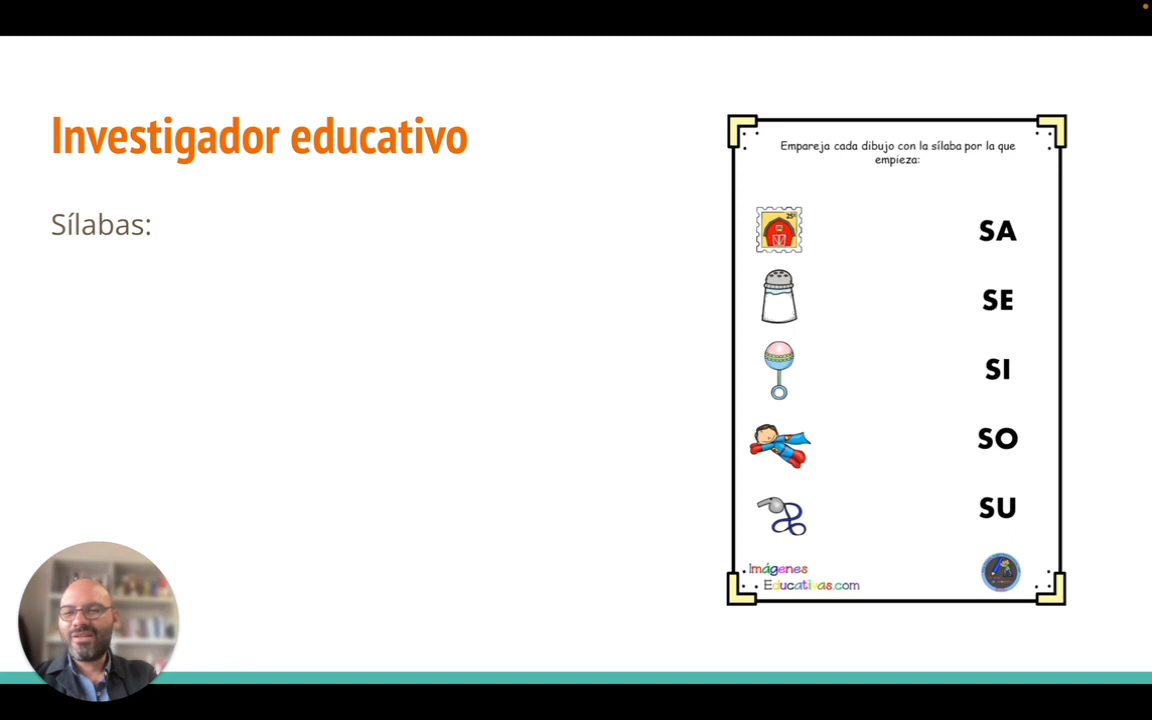 Investigador educativo
Sílabas:
Empareja cada dibujo con la sílaba por la que
empieza:
25¢
SA
SE
SI
SO
SU
Imágenes
Educativas.com